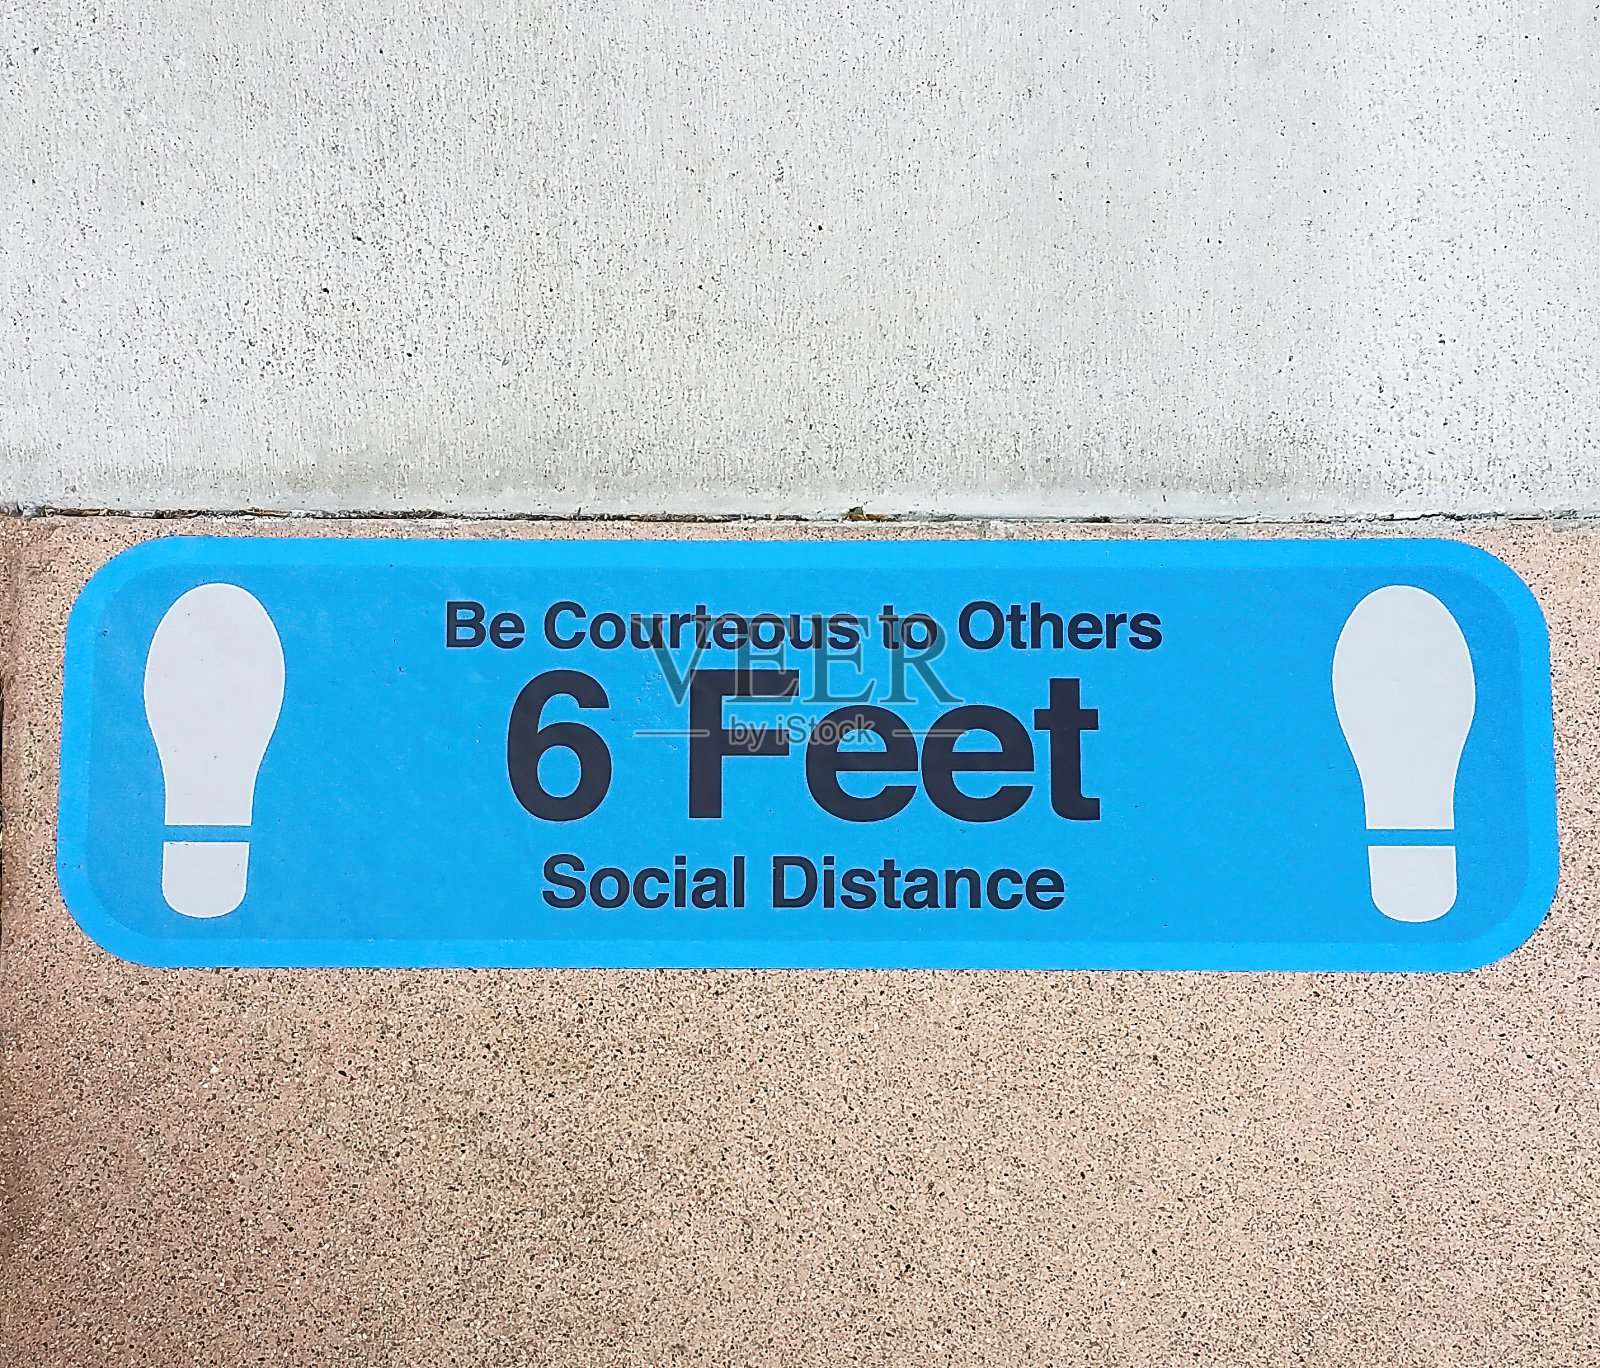 Be Courteous to Others
6 Feet
Social Distance
VEER
by iStock